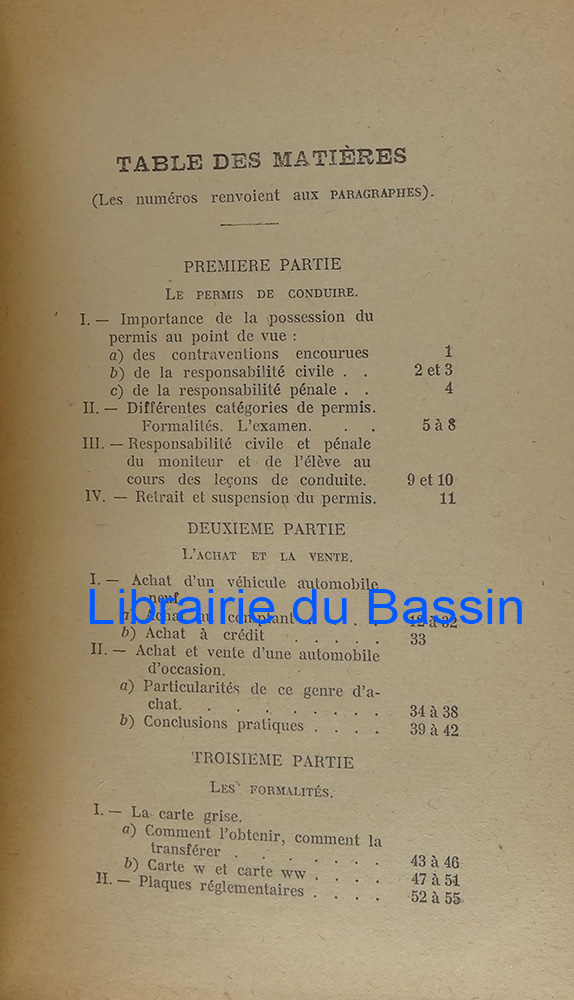 TABLE DES MATIÈRES
(Les numéros renvoient aux PARAGRAPHES).
PREMIERE PARTIE
LE PERMIS DE CONDUIRE.
I. — Importance de la possession du
permis au point de vue :
a) des contraventions encourues 1
b) de la responsabilité civile . . 2 et 3
c) de la responsabilité pénale . . 4
II. — Différentes catégories de permis.
Formalités. L'examen. . . 5 à 8
III. — Responsabilité civile et pénale
du moniteur et de l'élève au
cours des leçons de conduite. 9 et 10
IV. — Retrait et suspension du permis. 11
DEUXIEME PARTIE
L'ACHAT ET LA VENTE.
I. — Achat d'un véhicule automobile
neuf.
Librairie du Bassin
a) Achat au comptant . . . 12 à 32
b) Achat à crédit . . . . . 33
II. — Achat et vente d'une automobile
d'occasion.
a) Particularités de ce genre d'a-
chat. . . . . . . . . 34 à 38
b) Conclusions pratiques . . . . 39 à 42
TROISIEME PARTIE
LES FORMALITÉS.
I. — La carte grise.
a) Comment l'obtenir, comment la
transférer . . . . . . . 43 à 46
b) Carte w et carte ww . . . . 47 à 51
II. — Plaques réglementaires . . . . 52 à 55